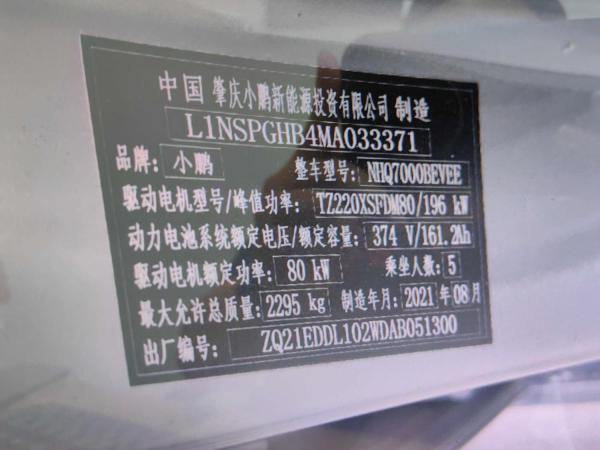 中国 肇庆小鹏新能源投资有限公司 制造
L1NSPGHB4MA033371
品牌: 小鹏 整车型号: NHQ7000BEVEE
驱动电机型号/峰值功率: TZ220XSFDM80/196 kW
动力电池系统额定电压/额定容量: 374 V/161.2Ah
驱动电机额定功率: 80 kW 乘坐人数: 5
最大允许总质量: 2295 kg 制造年月: 2021 年 08 月
出厂编号: ZQ21EDDL102WDAB051300